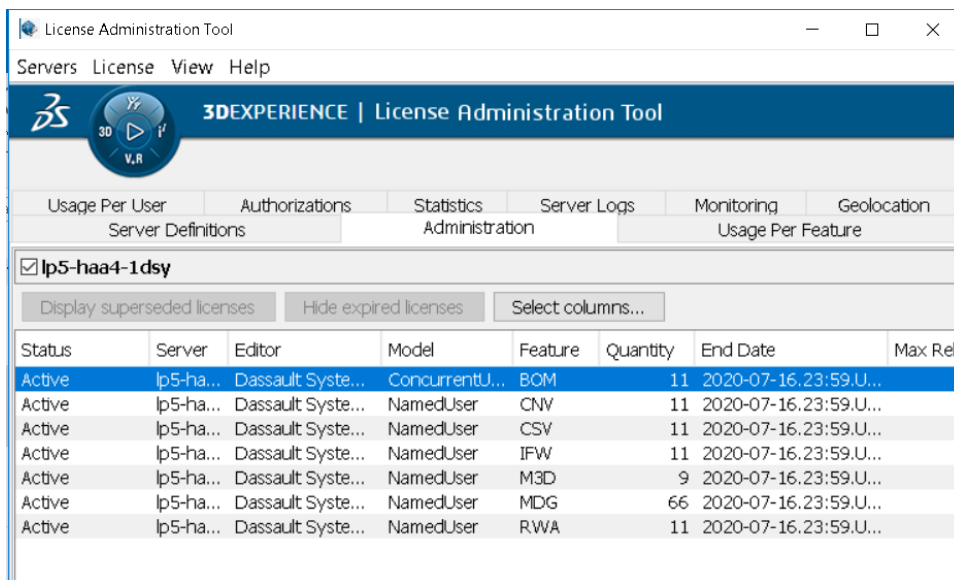 License Administration Tool
Servers License View Help
3DEXPERIENCE | License Administration Tool
3D
V.R
Usage Per User Authorizations Statistics Server Logs Monitoring Geolocation
Server Definitions Administration Usage Per Feature
lp5-haa4-1dsy
Display superseded licenses Hide expired licenses Select columns...
Status Server Editor Model Feature Quantity End Date Max Rel
Active lp5-ha... Dassault Syste... ConcurrentU... BOM 11 2020-07-16.23:59.U...
Active lp5-ha... Dassault Syste... NamedUser CNV 11 2020-07-16.23:59.U...
Active lp5-ha... Dassault Syste... NamedUser CSV 11 2020-07-16.23:59.U...
Active lp5-ha... Dassault Syste... NamedUser IFW 11 2020-07-16.23:59.U...
Active lp5-ha... Dassault Syste... NamedUser M3D 9 2020-07-16.23:59.U...
Active lp5-ha... Dassault Syste... NamedUser MDG 66 2020-07-16.23:59.U...
Active lp5-ha... Dassault Syste... NamedUser RWA 11 2020-07-16.23:59.U...